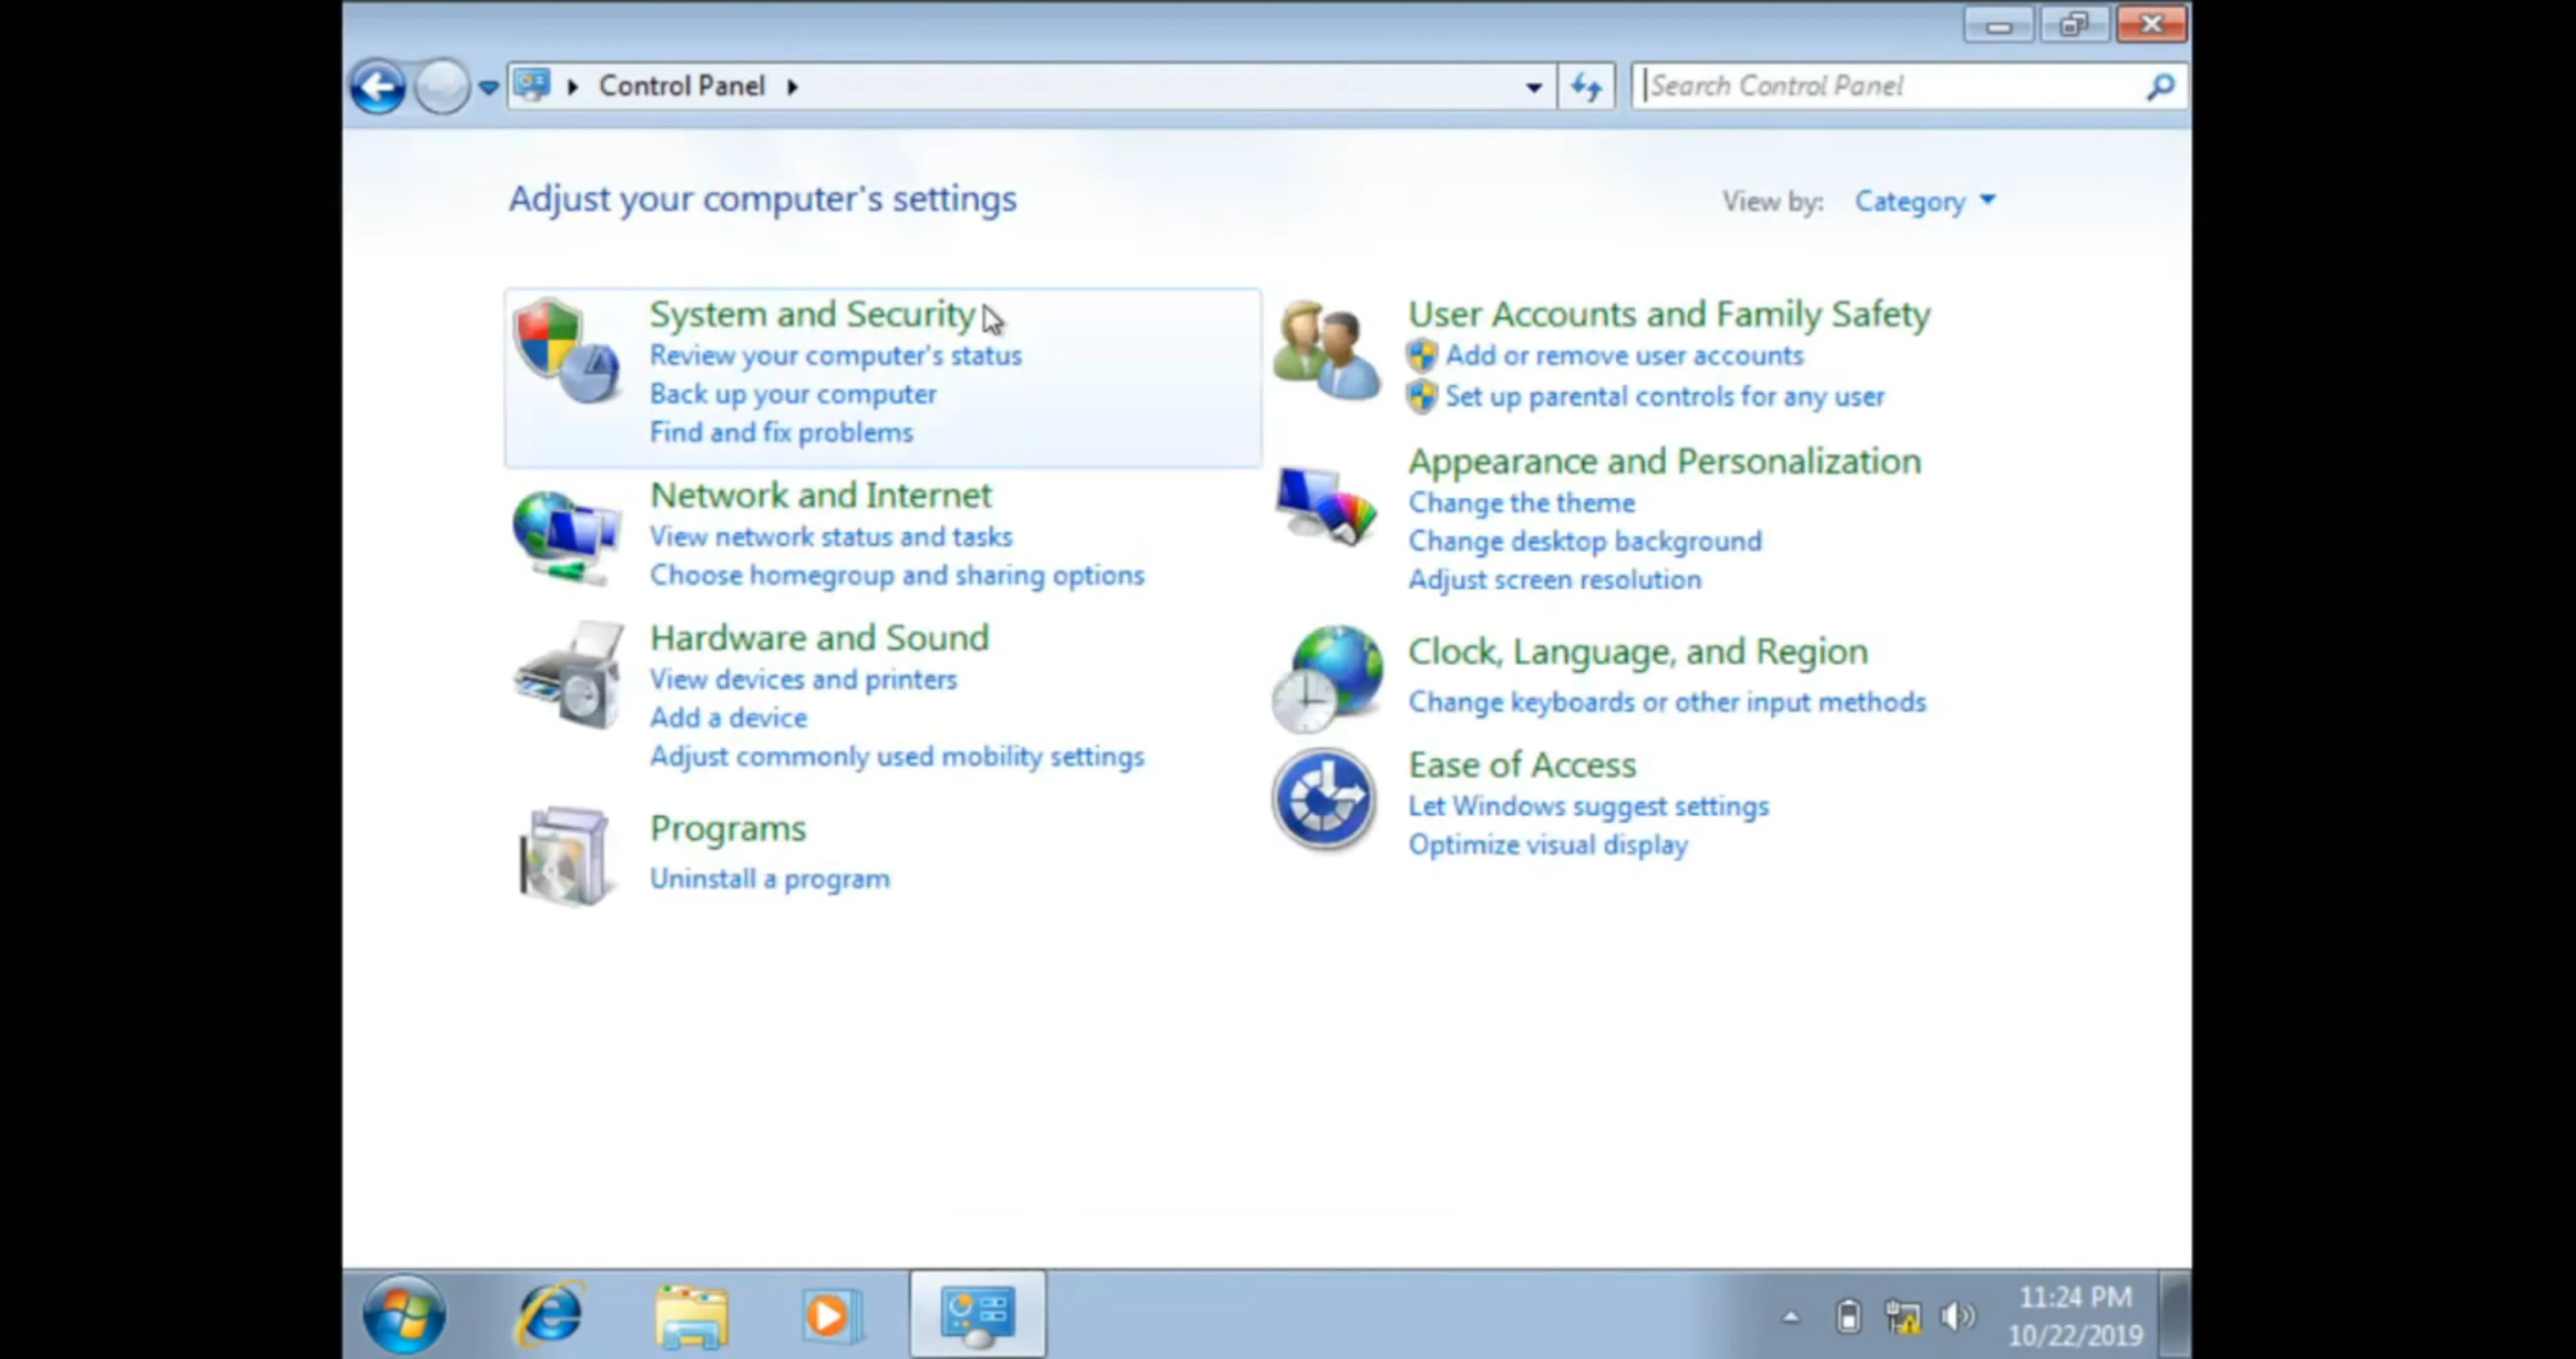 Control Panel
Search Control Panel
Adjust your computer's settings
View by: Category
System and Security
Review your computer's status
Back up your computer
Find and fix problems
Network and Internet
View network status and tasks
Choose homegroup and sharing options
Hardware and Sound
View devices and printers
Add a device
Adjust commonly used mobility settings
Programs
Uninstall a program
User Accounts and Family Safety
Add or remove user accounts
Set up parental controls for any user
Appearance and Personalization
Change the theme
Change desktop background
Adjust screen resolution
Clock, Language, and Region
Change keyboards or other input methods
Ease of Access
Let Windows suggest settings
Optimize visual display
11:24 PM
10/22/2019